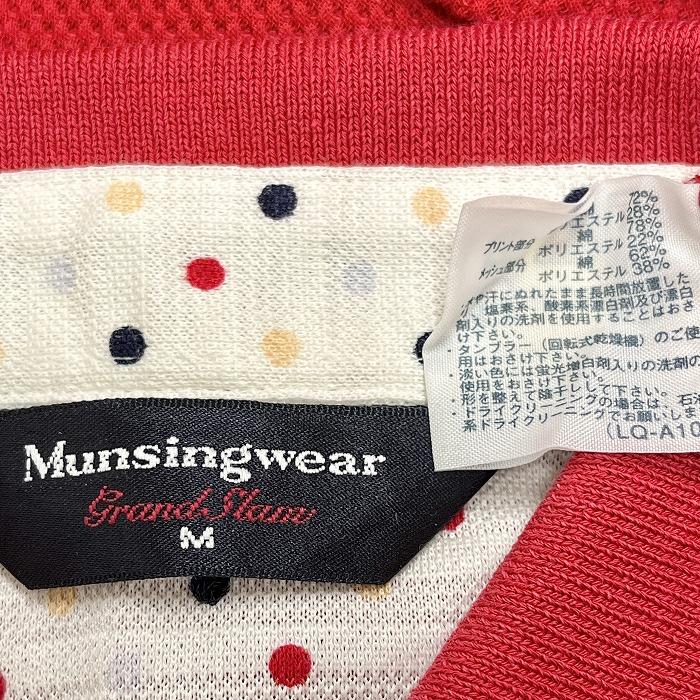 Munsingwear
Grand Slam
M
72%
28%
ポリエステル
プリント部分 綿 78%
ポリエステル 22%
メッシュ部分 綿 62%
ポリエステル 38%
汗にぬれたまま長時間放置した
塩素系、酸素系漂白剤及び漂白
剤入りの洗剤を使用することはおさ
け下さい。
・タンブラー(回転式乾燥機)のご使
用はおさけ下さい。
・淡い色には蛍光増白剤入りの洗剤の
使用をおさけ下さい。
・形を整えて陰干しして下さい。
・ドライクリーニングの場合は、石油
系ドライクリーニングでお願いしま
(LQ-A10